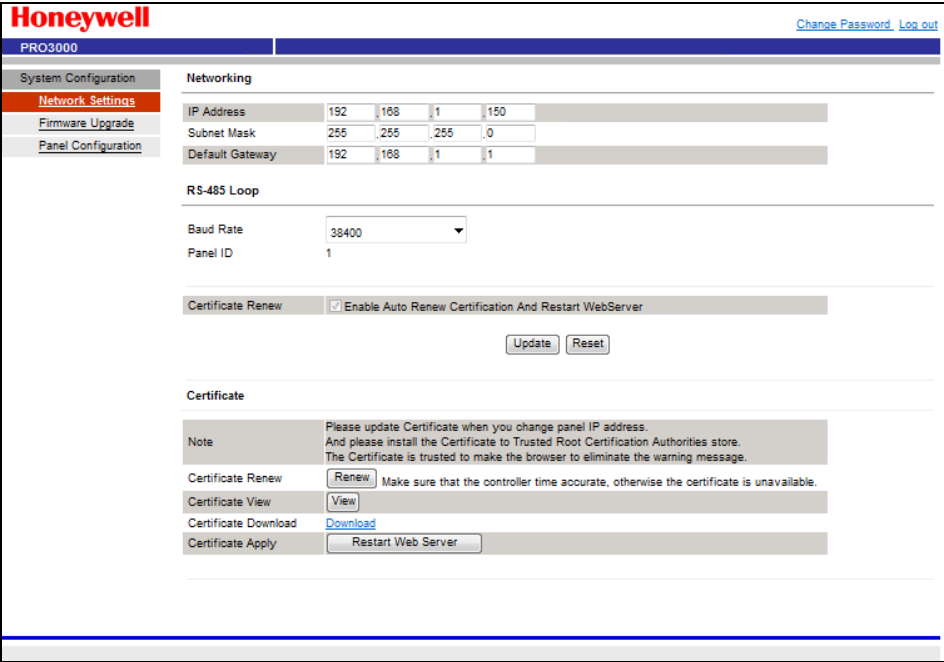 Honeywell
Change Password Log out
PRO3000
System Configuration
Network Settings
Firmware Upgrade
Panel Configuration
Networking
IP Address 192 .168 .1 .150
Subnet Mask 255 .255 .255 .0
Default Gateway 192 .168 .1 .1
RS-485 Loop
Baud Rate 38400
Panel ID 1
Certificate Renew Enable Auto Renew Certification And Restart WebServer
Update Reset
Certificate
Note
Please update Certificate when you change panel IP address.
And please install the Certificate to Trusted Root Certification Authorities store.
The Certificate is trusted to make the browser to eliminate the warning message.
Certificate Renew Renew Make sure that the controller time accurate, otherwise the certificate is unavailable.
Certificate View View
Certificate Download Download
Certificate Apply Restart Web Server